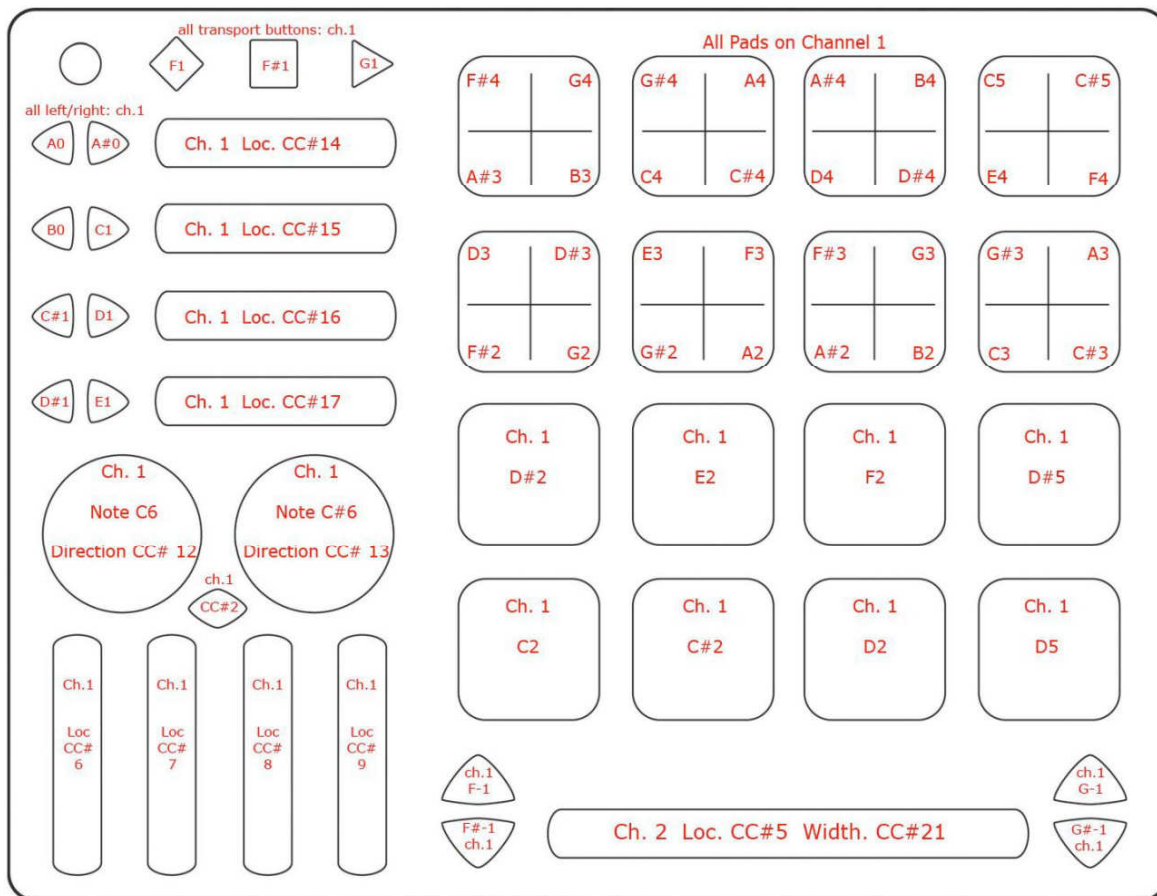 all transport buttons: ch.1
F1
F#1
G1
all left/right: ch.1
A0
A#0
Ch. 1 Loc. CC#14
B0
C1
Ch. 1 Loc. CC#15
C#1
D1
Ch. 1 Loc. CC#16
D#1
E1
Ch. 1 Loc. CC#17
Ch. 1
Note C6
Direction CC# 12
Ch. 1
Note C#6
Direction CC# 13
ch.1
CC#2
Ch.1
Loc
CC#
6
Ch.1
Loc
CC#
7
Ch.1
Loc
CC#
8
Ch.1
Loc
CC#
9
All Pads on Channel 1
F#4 G4
A#3 B3
G#4 A4
C4 C#4
A#4 B4
D4 D#4
C5 C#5
E4 F4
D3 D#3
F#2 G2
E3 F3
G#2 A2
F#3 G3
A#2 B2
G#3 A3
C3 C#3
Ch. 1
D#2
Ch. 1
E2
Ch. 1
F2
Ch. 1
D#5
Ch. 1
C2
Ch. 1
C#2
Ch. 1
D2
Ch. 1
D5
ch.1
F-1
F#-1
ch.1
Ch. 2 Loc. CC#5 Width. CC#21
ch.1
G-1
G#-1
ch.1